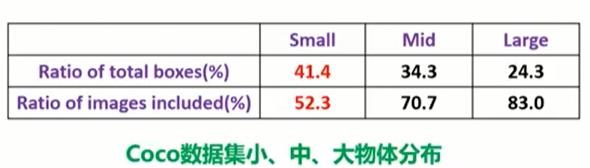 Small Mid Large
Ratio of total boxes(%) 41.4 34.3 24.3
Ratio of images included(%) 52.3 70.7 83.0
Coco数据集小、中、大物体分布